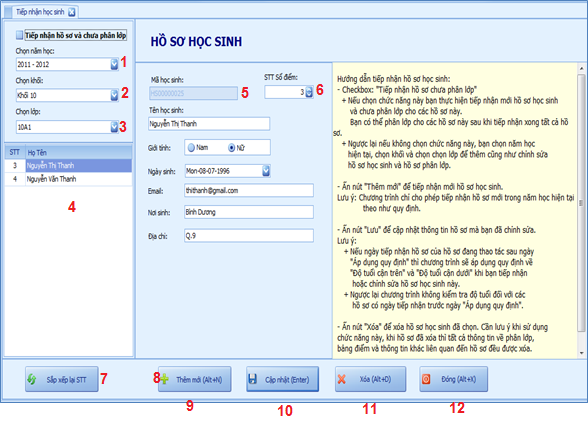 Tiếp nhận học sinh
Tiếp nhận hồ sơ và chưa phân lớp
Chọn năm học:
2011 - 2012
1
Chọn khối:
Khối 10
2
Chọn lớp:
10A1
3
STT Họ Tên
3 Nguyễn Thị Thanh
4 Nguyễn Văn Thanh
4
HỒ SƠ HỌC SINH
Mã học sinh:
HS00000025
5
STT Sổ điểm:
3
6
Tên học sinh:
Nguyễn Thị Thanh
Giới tính:
Nam
Nữ
Ngày sinh:
Mon-08-07-1996
Email:
thithanh@gmail.com
Nơi sinh:
Bình Dương
Địa chỉ:
Q.9
Hướng dẫn tiếp nhận hồ sơ học sinh:
- Checkbox: "Tiếp nhận hồ sơ chưa phân lớp"
+ Nếu chọn chức năng này bạn thực hiện tiếp nhận mới hồ sơ học sinh
và chưa phân lớp cho các hồ sơ này.
Bạn có thể phân lớp cho các hồ sơ này sau khi tiếp nhận xong tất cả hồ
sơ.
+ Ngược lại nếu không chọn chức năng này, bạn chọn năm học
hiện tại, chọn khối và chọn chọn lớp để thêm cũng như chỉnh sửa
hồ sơ học sinh và hồ sơ phân lớp.
- Ấn nút "Thêm mới" để tiếp nhận mới hồ sơ học sinh.
Lưu ý: Chương trình chỉ cho phép tiếp nhận hồ sơ mới trong năm học hiện tại
theo như quy định.
- Ấn nút "Lưu" để cập nhật thông tin hồ sơ mà bạn đã chỉnh sửa.
Lưu ý:
+ Nếu ngày tiếp nhận hồ sơ của hồ sơ đang thao tác sau ngày
"Áp dụng quy định" thì chương trình sẽ áp dụng quy định về
"Độ tuổi cận trên" và "Độ tuổi cận dưới" khi bạn tiếp nhận
hoặc chỉnh sửa hồ sơ học sinh này.
+ Ngược lại chương trình không kiểm tra độ tuổi đối với các
hồ sơ có ngày tiếp nhận trước ngày "Áp dụng quy định".
- Ấn nút "Xóa" để xóa hồ sơ học sinh đã chọn. Cần lưu ý khi sử dụng
chức năng này, khi hồ sơ đã xóa thì tất cả thông tin về phân lớp,
bảng điểm và thông tin khác liên quan đến hồ sơ đều được xóa.
Sắp xếp lại STT
7
8
Thêm mới (Alt+N)
9
Cập nhật (Enter)
10
Xóa (Alt+D)
11
Đóng (Alt+X)
12